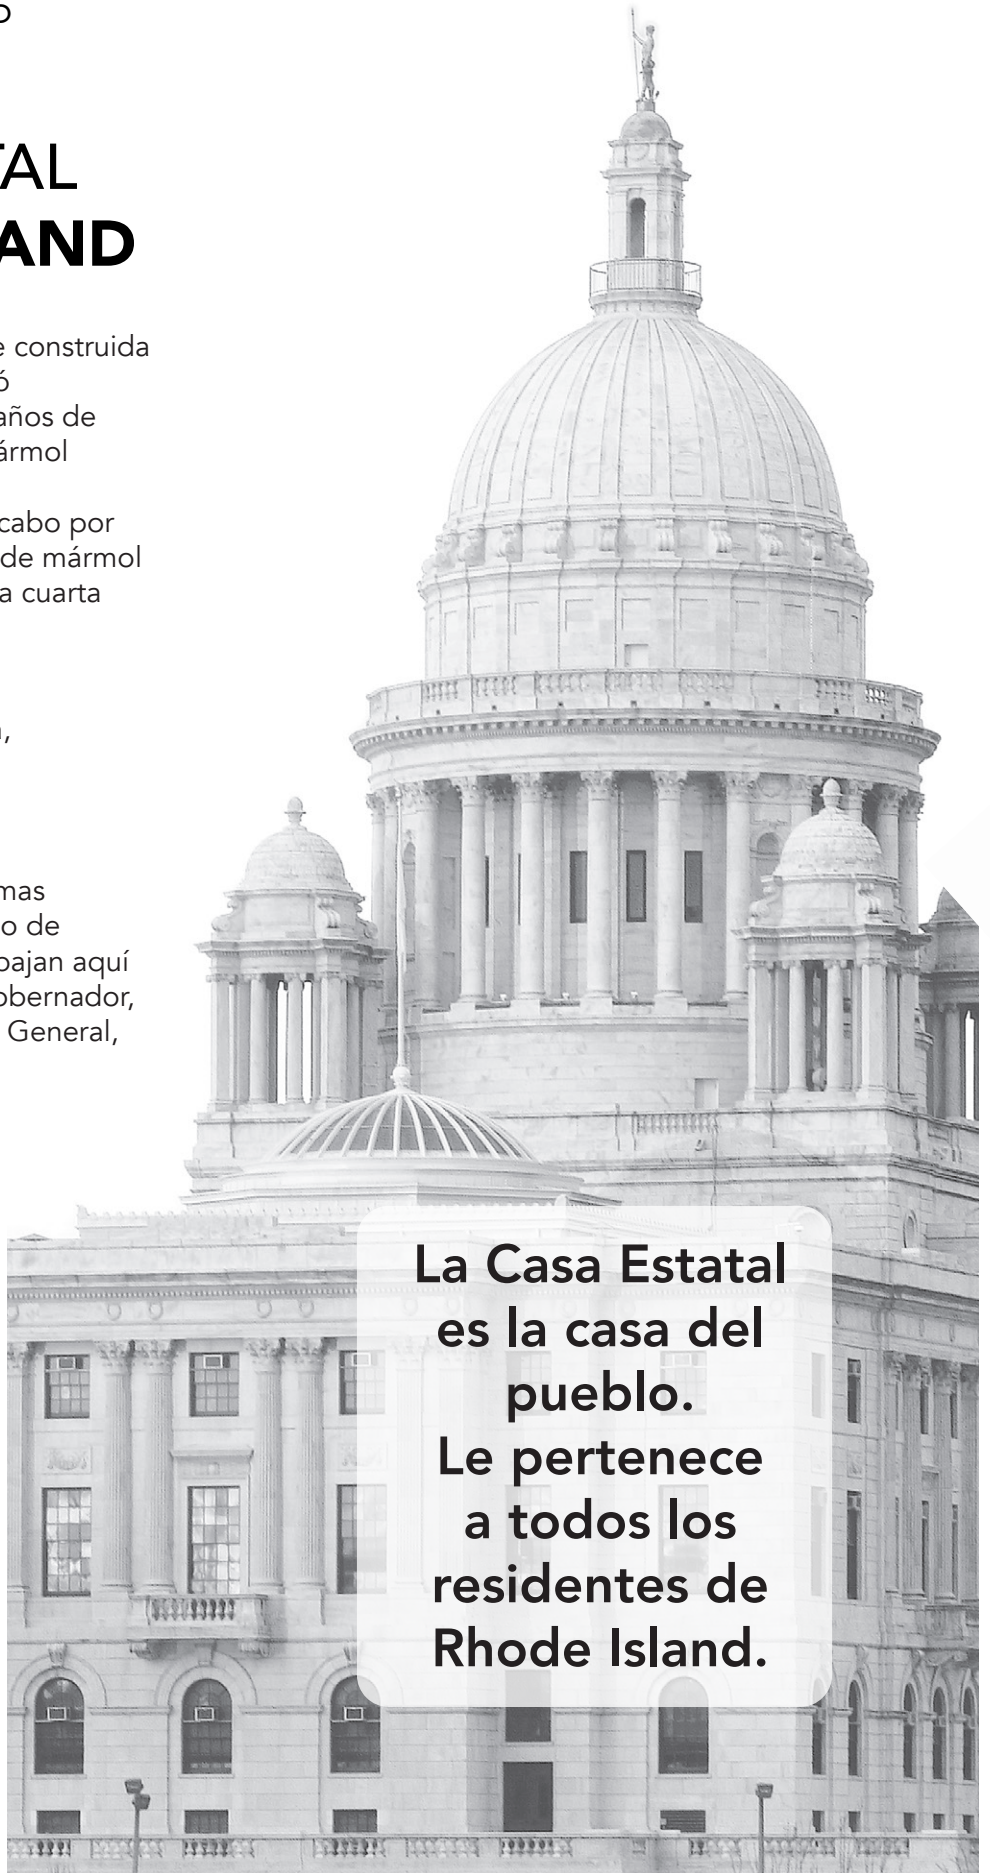 TAL
AND
construida
ó
años de
ármol
cabo por
de mármol
a cuarta
mas
o de
bajan aquí
obernador,
General,
La Casa Estatal
es la casa del
pueblo.
Le pertenece
a todos los
residentes de
Rhode Island.